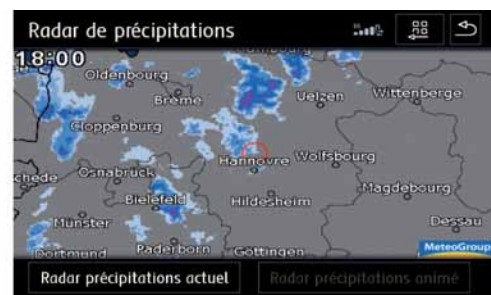 Radar de précipitations
18:00
Oldenbourg
Brême
Uelzen
Wittenberge
Cloppenburg
Hannovre
Wolfsbourg
chede
Osnabrück
Magdebourg
Bielefeld
Hildesheim
Münster
Dessau
MeteoGroup
Dortmund
Paderborn
Göttingen
Radar précipitations actuel
Radar précipitations animé